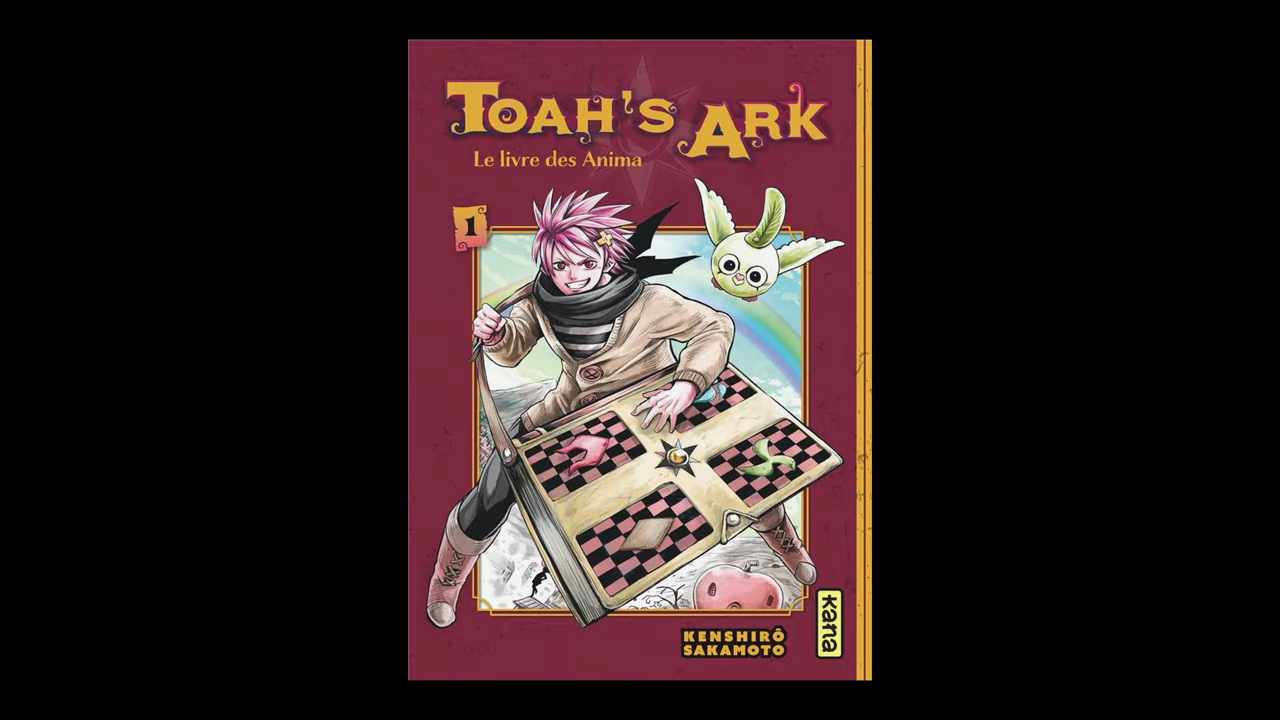 TOAH'S ARK
Le livre des Anima
1
KENSHIRÔ
SAKAMOTO
kana